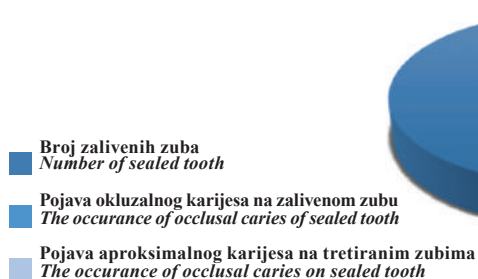 Broj zalivenih zuba
Number of sealed tooth
Pojava okluzalnog karijesa na zalivenom zubu
The occurance of occlusal caries of sealed tooth
Pojava aproksimalnog karijesa na tretiranim zubima
The occurance of occlusal caries on sealed tooth